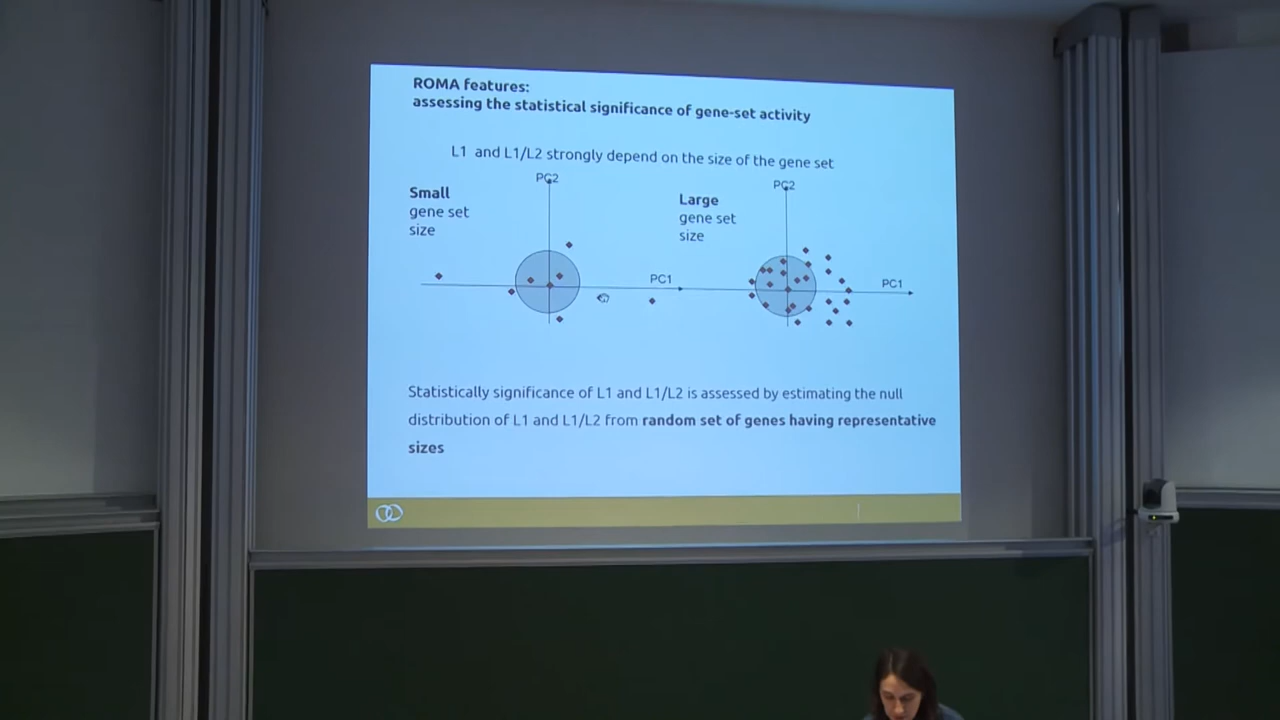 ROMA features:
assessing the statistical significance of gene-set activity
L1 and L1/L2 strongly depend on the size of the gene set
Small
gene set
size
PC2
PC1
Large
gene set
size
PC2
PC1
Statistically significance of L1 and L1/L2 is assessed by estimating the null
distribution of L1 and L1/L2 from random set of genes having representative
sizes